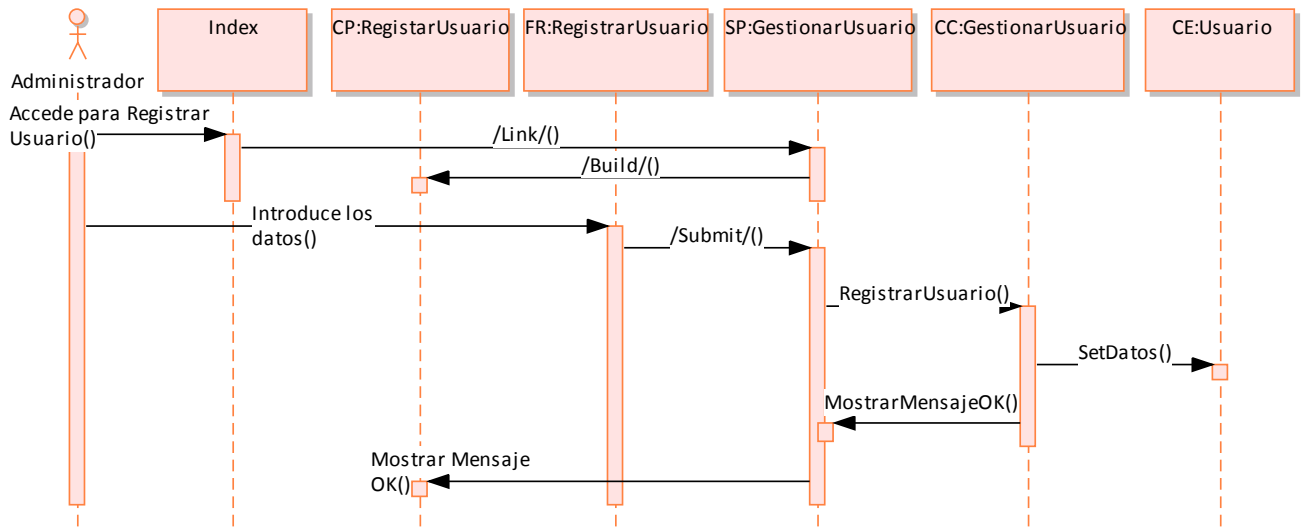 Index
CP:RegistarUsuario
FR:RegistrarUsuario
SP:GestionarUsuario
CC:GestionarUsuario
CE:Usuario
Administrador
Accede para Registrar
Usuario()
/Link/()
/Build/()
Introduce los
datos()
/Submit/()
RegistrarUsuario()
SetDatos()
MostrarMensajeOK()
Mostrar Mensaje
OK()